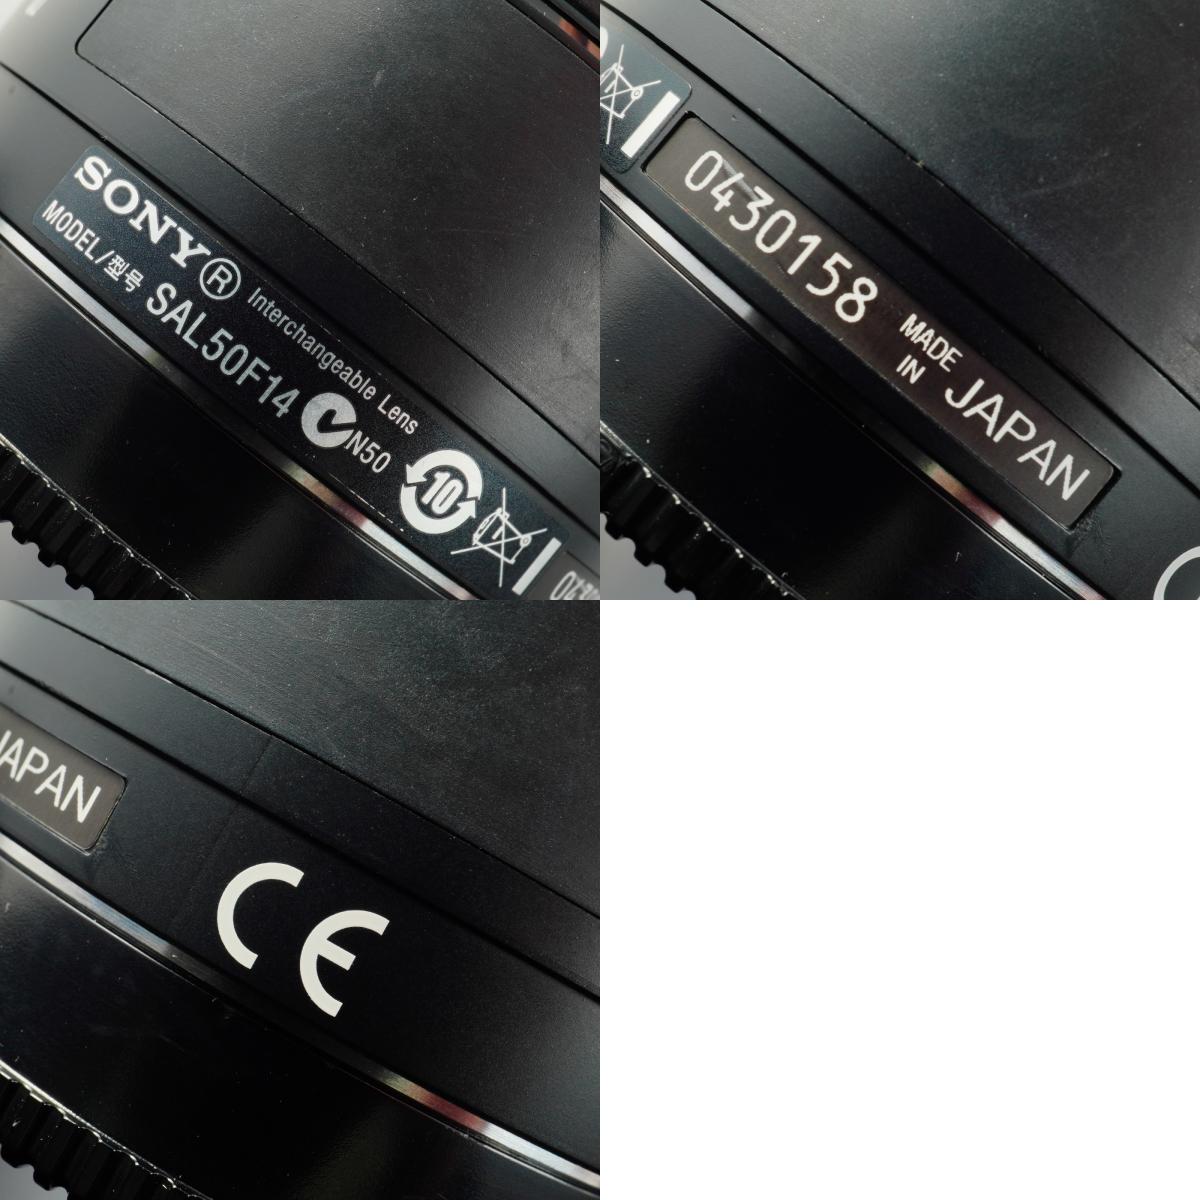 SONY® Interchangeable Lens
MODEL/型号 SAL50F14 N50
10
0430158 MADE IN JAPAN
JAPAN
CE